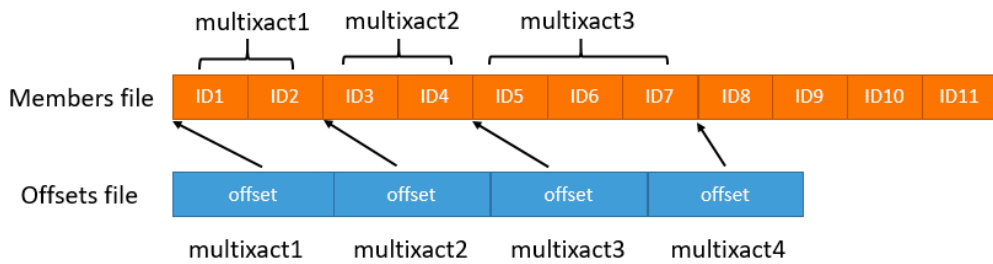 multixact1 multixact2 multixact3
Members file ID1 ID2 ID3 ID4 ID5 ID6 ID7 ID8 ID9 ID10 ID11
Offsets file offset offset offset offset
multixact1 multixact2 multixact3 multixact4